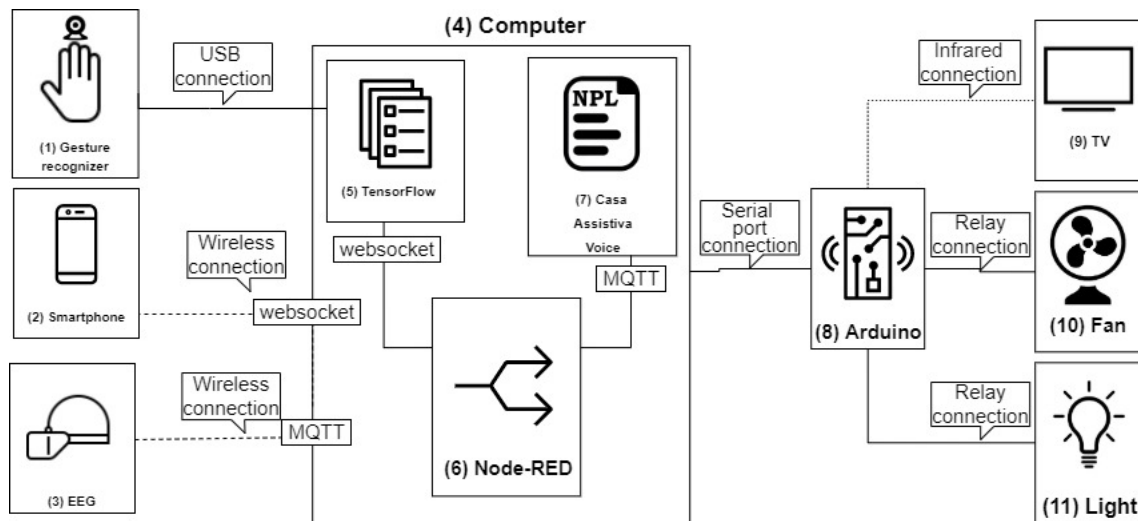 (4) Computer
USB
connection
Infrared
connection
NPL
(1) Gesture
recognizer
(5) TensorFlow
(7) Casa
Assistiva
Voice
(9) TV
Wireless
connection
websocket
Serial
port
connection
Relay
connection
MQTT
(2) Smartphone
websocket
(8) Arduino
(10) Fan
Wireless
connection
MQTT
Relay
connection
(6) Node-RED
(3) EEG
(11) Light